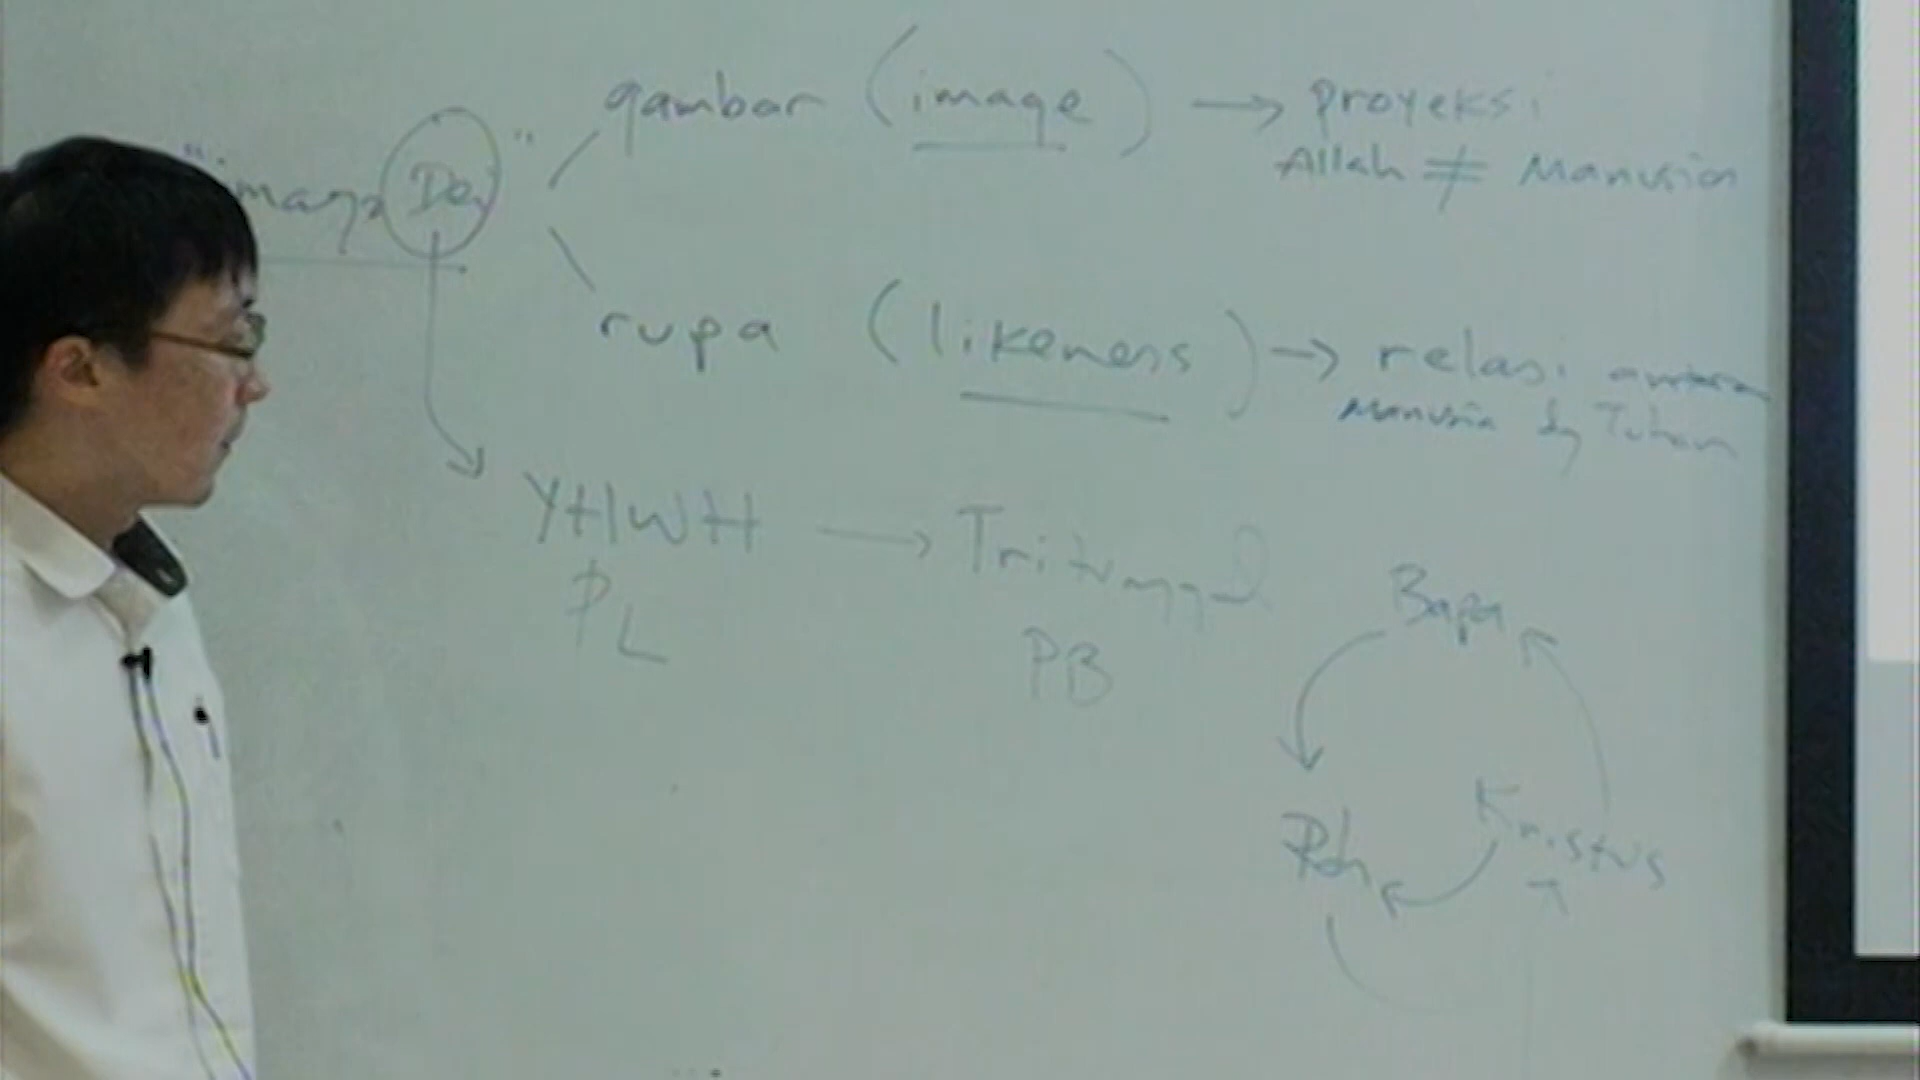 "imago Dei"
gambar (image) → proyeksi
Allah ≠ Manusia
rupa (likeness) → relasi antara
Manusia dg Tuhan
YHWH → Tritunggal
PL
PB
Bapa
Roh
Kristus